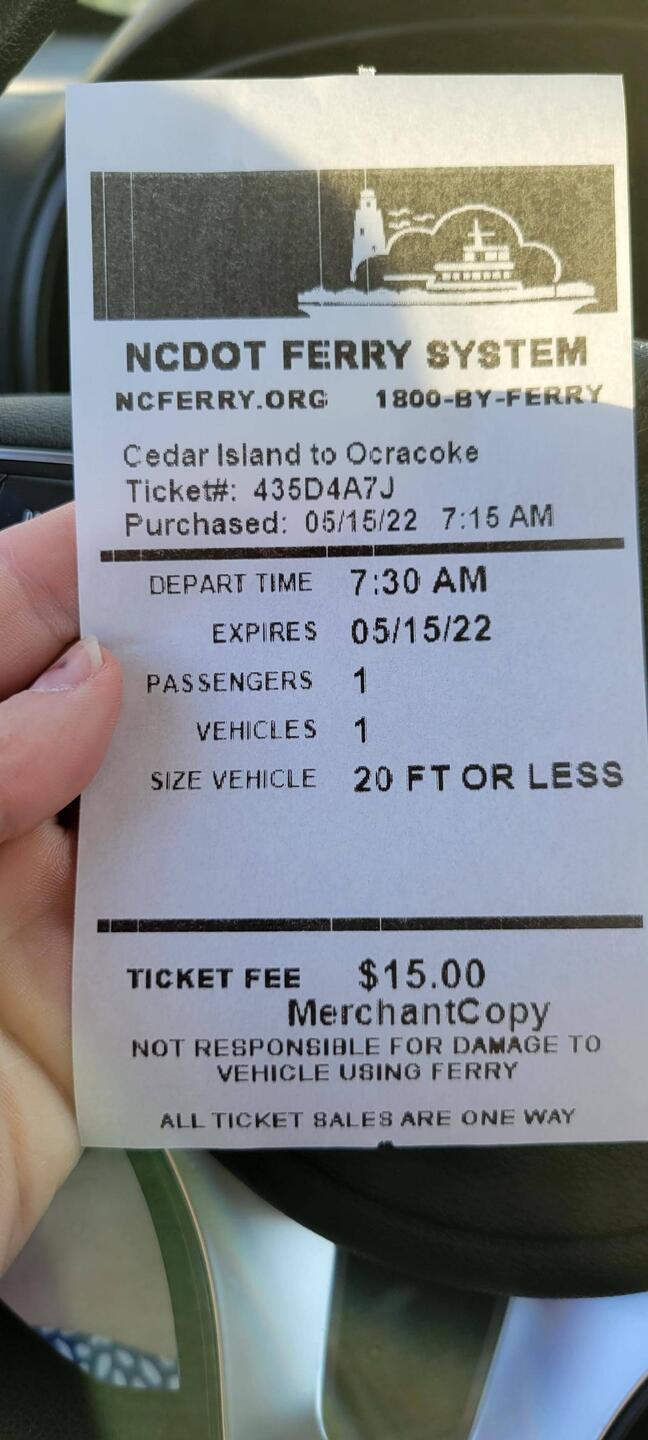 NCDOT FERRY SYSTEM
NCFERRY.ORG 1800-BY-FERRY
Cedar Island to Ocracoke
Ticket#: 435D4A7J
Purchased: 05/15/22 7:15 AM
DEPART TIME 7:30 AM
EXPIRES 05/15/22
PASSENGERS 1
VEHICLES 1
SIZE VEHICLE 20 FT OR LESS
TICKET FEE $15.00
MerchantCopy
NOT RESPONSIBLE FOR DAMAGE TO
VEHICLE USING FERRY
ALL TICKET SALES ARE ONE WAY